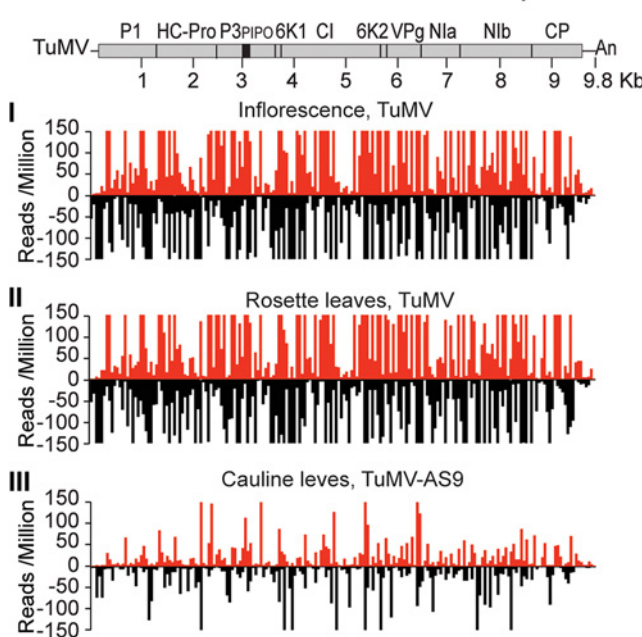 P1 HC-Pro P3PIPO 6K1 CI 6K2 VPg NIa NIb CP
TuMV An
1 2 3 4 5 6 7 8 9 9.8 Kb
I Inflorescence, TuMV
Reads /Million
150
100
50
0
-50
-100
-150
II Rosette leaves, TuMV
Reads /Million
150
100
50
0
-50
-100
-150
III Cauline leves, TuMV-AS9
Reads /Million
150
100
50
0
-50
-100
150